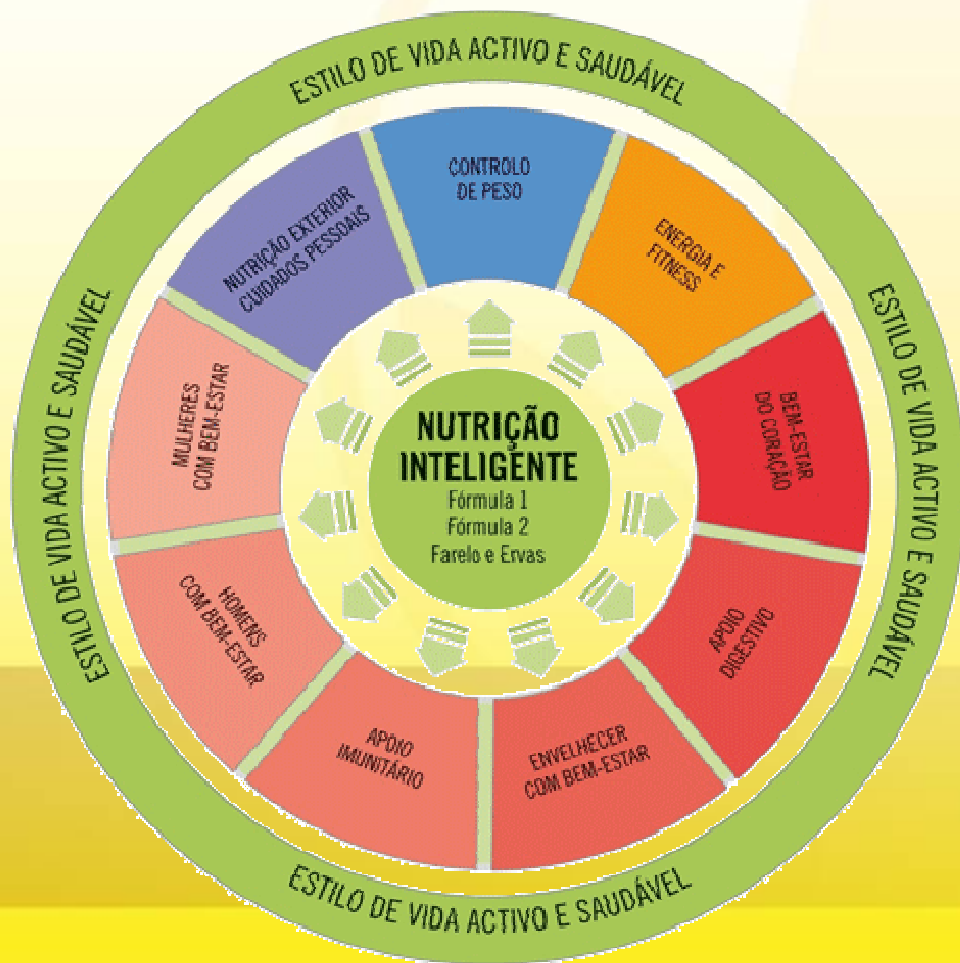 ESTILO DE VIDA ACTIVO E SAUDÁVEL
CONTROLO
DE PESO
ENERGIA E
FITNESS
BEM-ESTAR
DO CORAÇÃO
APOIO
DIGESTIVO
ENVELHECER
COM BEM-ESTAR
APOIO
IMUNITÁRIO
HOMENS
COM BEM-ESTAR
MULHERES
COM BEM-ESTAR
NUTRIÇÃO EXTERIOR
CUIDADOS PESSOAIS
NUTRIÇÃO
INTELIGENTE
Fórmula 1
Fórmula 2
Farelo e Ervas
ESTILO DE VIDA ACTIVO E SAUDÁVEL
ESTILO DE VIDA ACTIVO E SAUDÁVEL
ESTILO DE VIDA ACTIVO E SAUDÁVEL